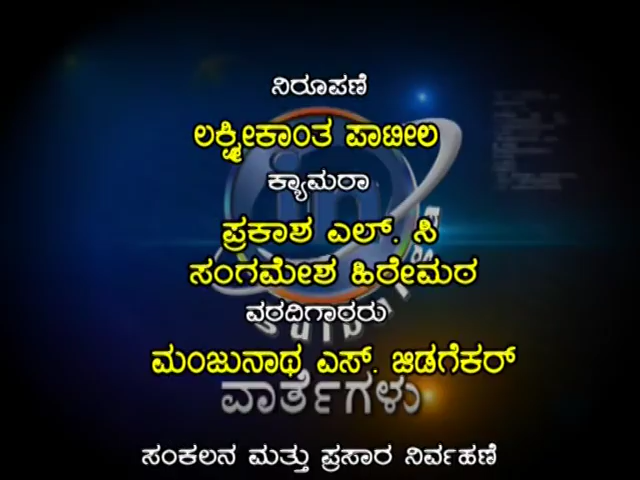 ನಿರೂಪಣೆ
ಲಕ್ಷ್ಮೀಕಾಂತ ಪಾಟೀಲ
ಕ್ಯಾಮರಾ
ಪ್ರಕಾಶ ಎಲ್. ಸಿ
ಸಂಗಮೇಶ ಹಿರೇಮಠ
ವರದಿಗಾರರು
ಮಂಜುನಾಥ ಎಸ್. ಜಿಡಗೆಕರ್
ವಾರ್ತೆಗಳು
ಸಂಕಲನ ಮತ್ತು ಪ್ರಸಾರ ನಿರ್ವಹಣೆ